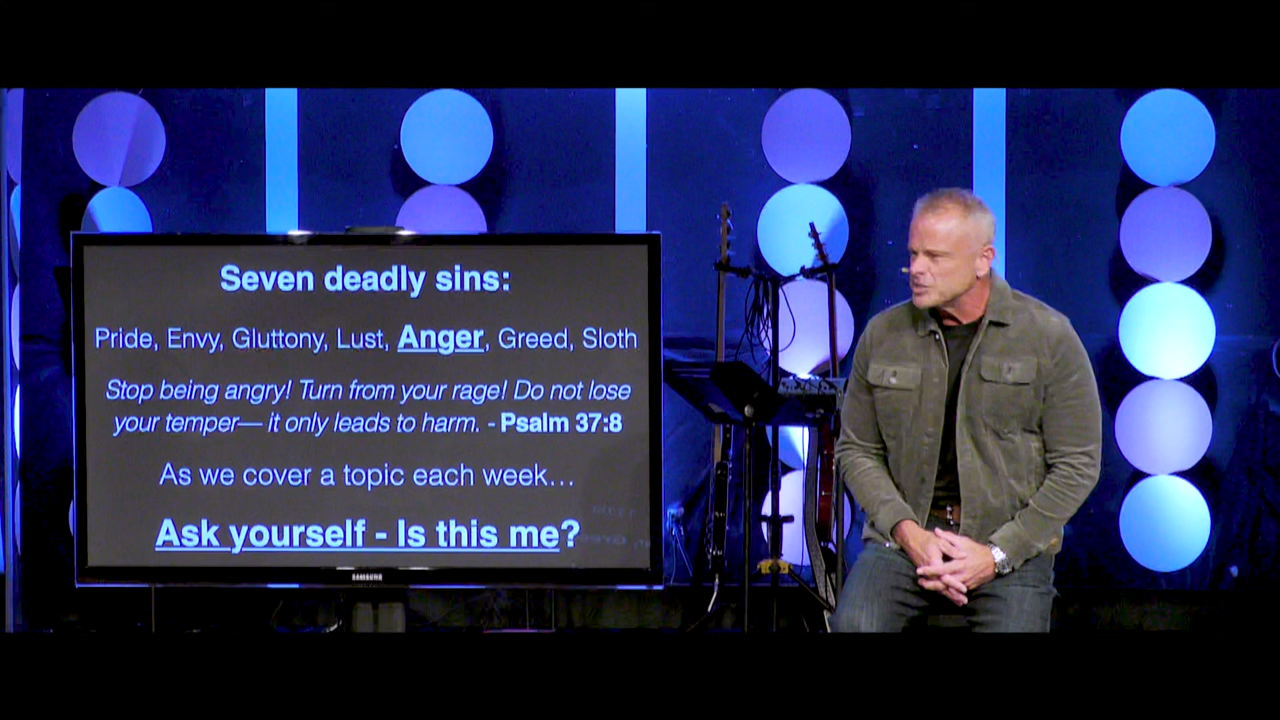 Seven deadly sins:
Pride, Envy, Gluttony, Lust, Anger, Greed, Sloth
Stop being angry! Turn from your rage! Do not lose
your temper— it only leads to harm. - Psalm 37:8
As we cover a topic each week…
Ask yourself - Is this me?
SAMSUNG